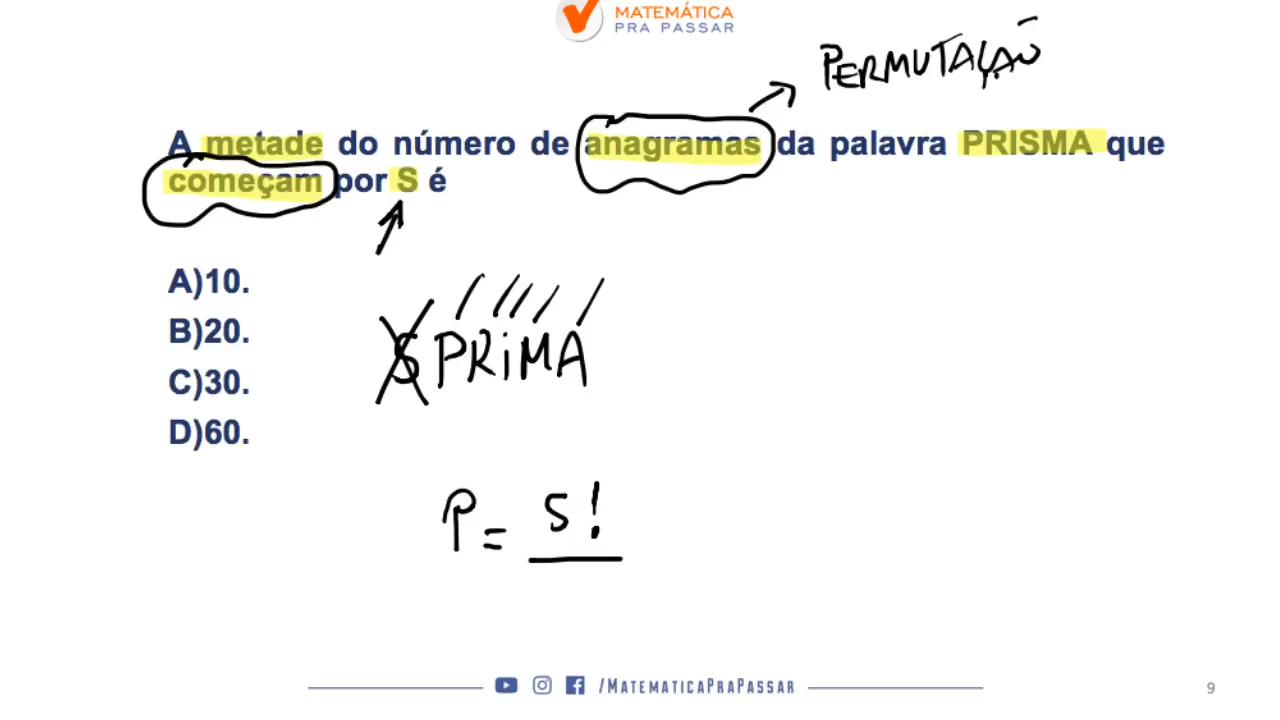 MATEMÁTICA
PRA PASSAR
PERMUTAÇÃO
A metade do número de anagramas da palavra PRISMA que
começam por S é
A)10.
B)20.
C)30.
D)60.
S PRiMA
P = 5!
/MATEMATICAPRAPASSAR
9